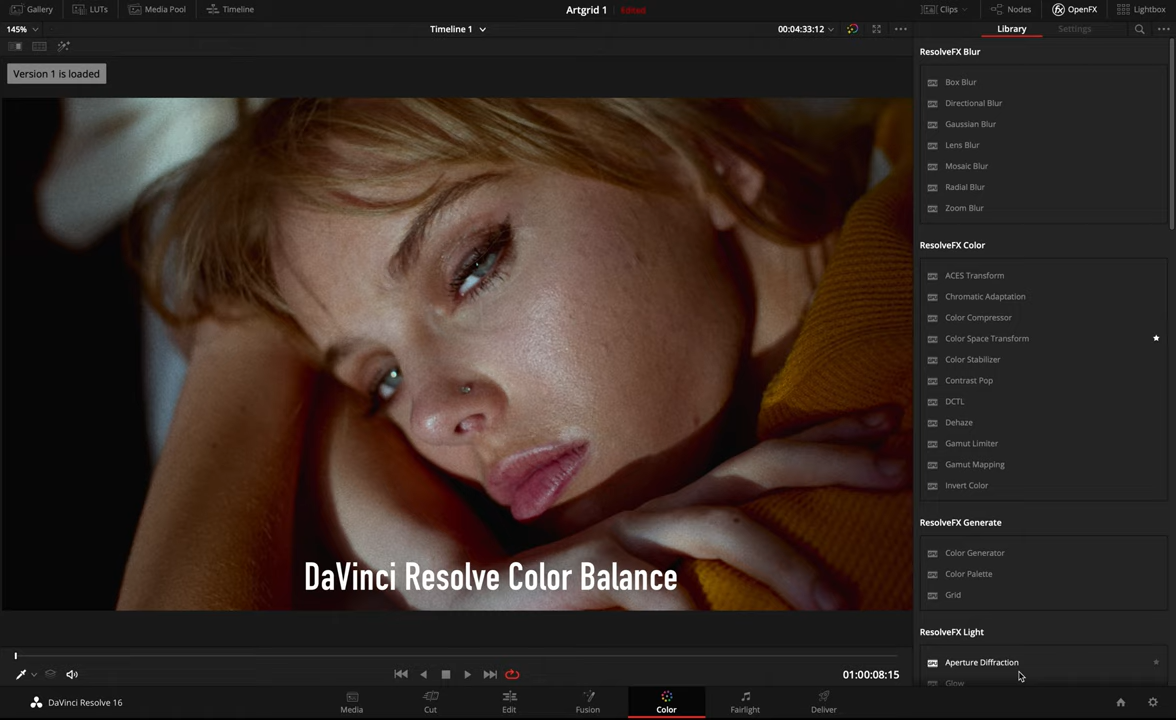 Gallery LUTs Media Pool Timeline Artgrid 1 Edited Clips Nodes OpenFX Lightbox
145% Timeline 1 00:04:33:12 Library Settings
Version 1 is loaded
ResolveFX Blur
Box Blur
Directional Blur
Gaussian Blur
Lens Blur
Mosaic Blur
Radial Blur
Zoom Blur
ResolveFX Color
ACES Transform
Chromatic Adaptation
Color Compressor
Color Space Transform
Color Stabilizer
Contrast Pop
DCTL
Dehaze
Gamut Limiter
Gamut Mapping
Invert Color
ResolveFX Generate
Color Generator
Color Palette
Grid
ResolveFX Light
Aperture Diffraction
Glow
DaVinci Resolve Color Balance
01:00:08:15
DaVinci Resolve 16 Media Cut Edit Fusion Color Fairlight Deliver